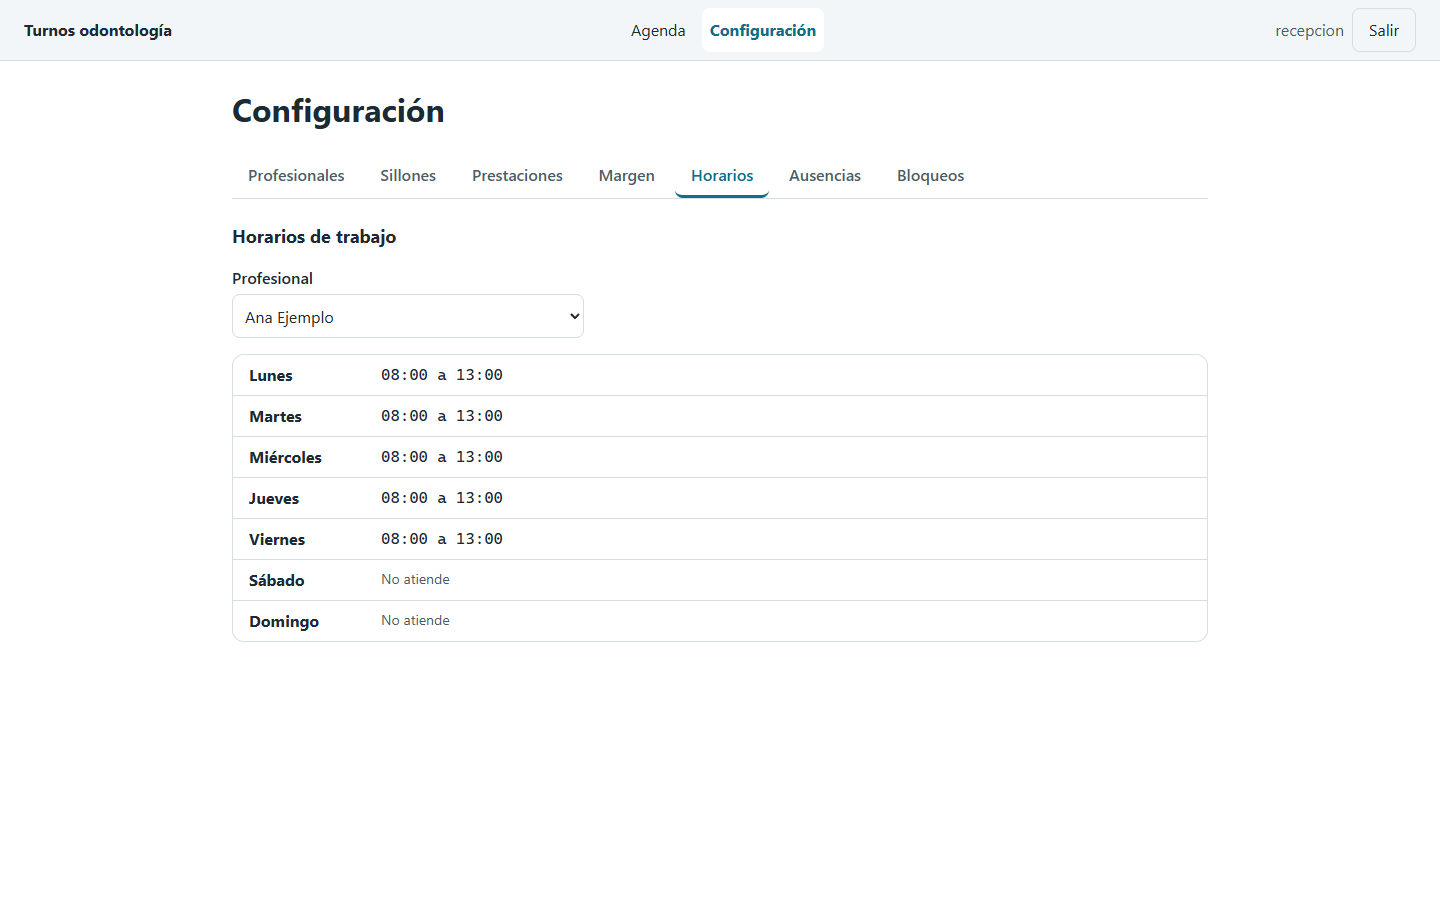 Turnos odontología
Agenda
Configuración
recepcion
Salir
Configuración
Profesionales
Sillones
Prestaciones
Margen
Horarios
Ausencias
Bloqueos
Horarios de trabajo
Profesional
Ana Ejemplo
Lunes 08:00 a 13:00
Martes 08:00 a 13:00
Miércoles 08:00 a 13:00
Jueves 08:00 a 13:00
Viernes 08:00 a 13:00
Sábado No atiende
Domingo No atiende